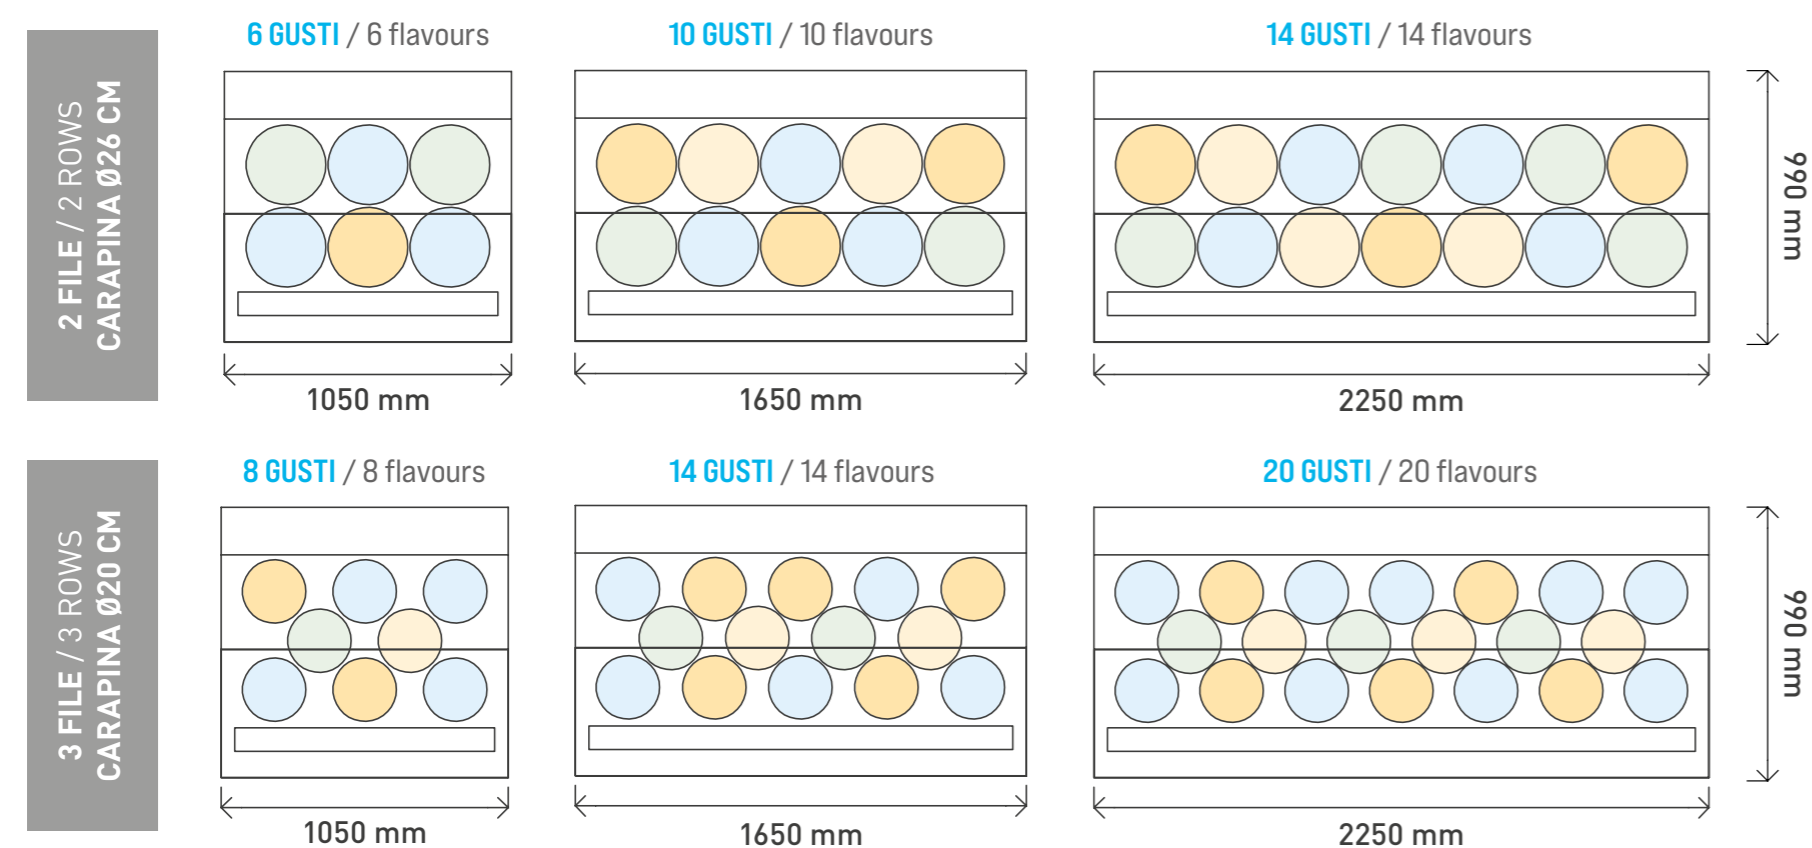 2 FILE / 2 ROWS
CARAPINA Ø26 CM
6 GUSTI / 6 flavours
10 GUSTI / 10 flavours
14 GUSTI / 14 flavours
1050 mm
1650 mm
2250 mm
990 mm
3 FILE / 3 ROWS
CARAPINA Ø20 CM
8 GUSTI / 8 flavours
14 GUSTI / 14 flavours
20 GUSTI / 20 flavours
1050 mm
1650 mm
2250 mm
990 mm